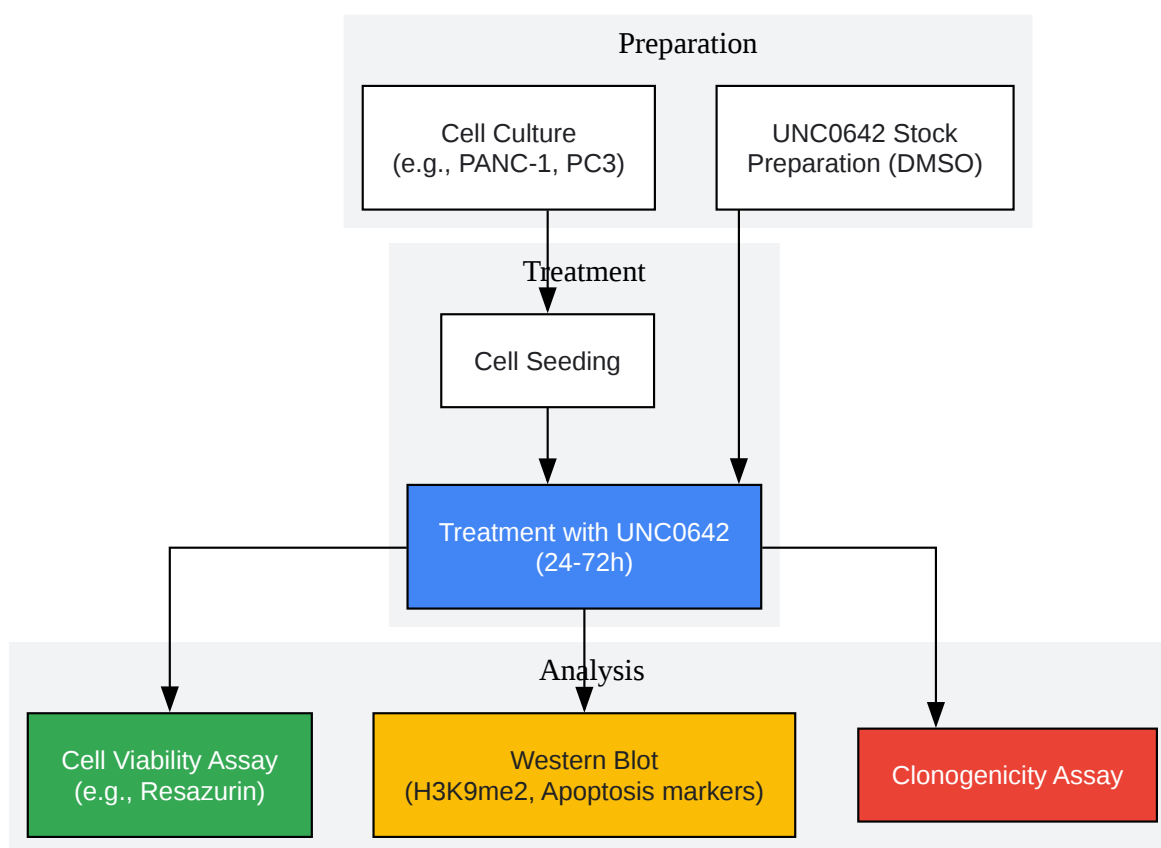 Preparation
Cell Culture
(e.g., PANC-1, PC3)
UNC0642 Stock
Preparation (DMSO)
Treatment
Cell Seeding
Treatment with UNC0642
(24-72h)
Analysis
Cell Viability Assay
(e.g., Resazurin)
Western Blot
(H3K9me2, Apoptosis markers)
Clonogenicity Assay